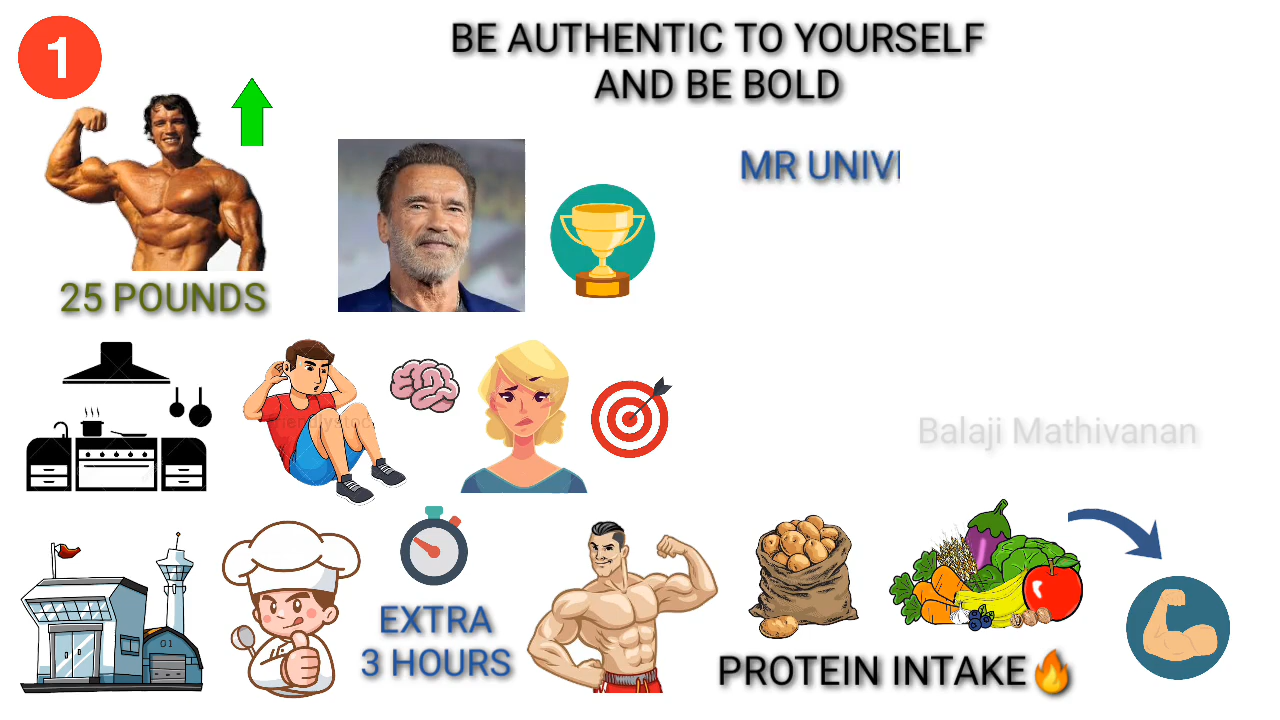 1
BE AUTHENTIC TO YOURSELF
AND BE BOLD
MR UNIV
25 POUNDS
Balaji Mathivanan
G1
EXTRA
3 HOURS
PROTEIN INTAKE🔥